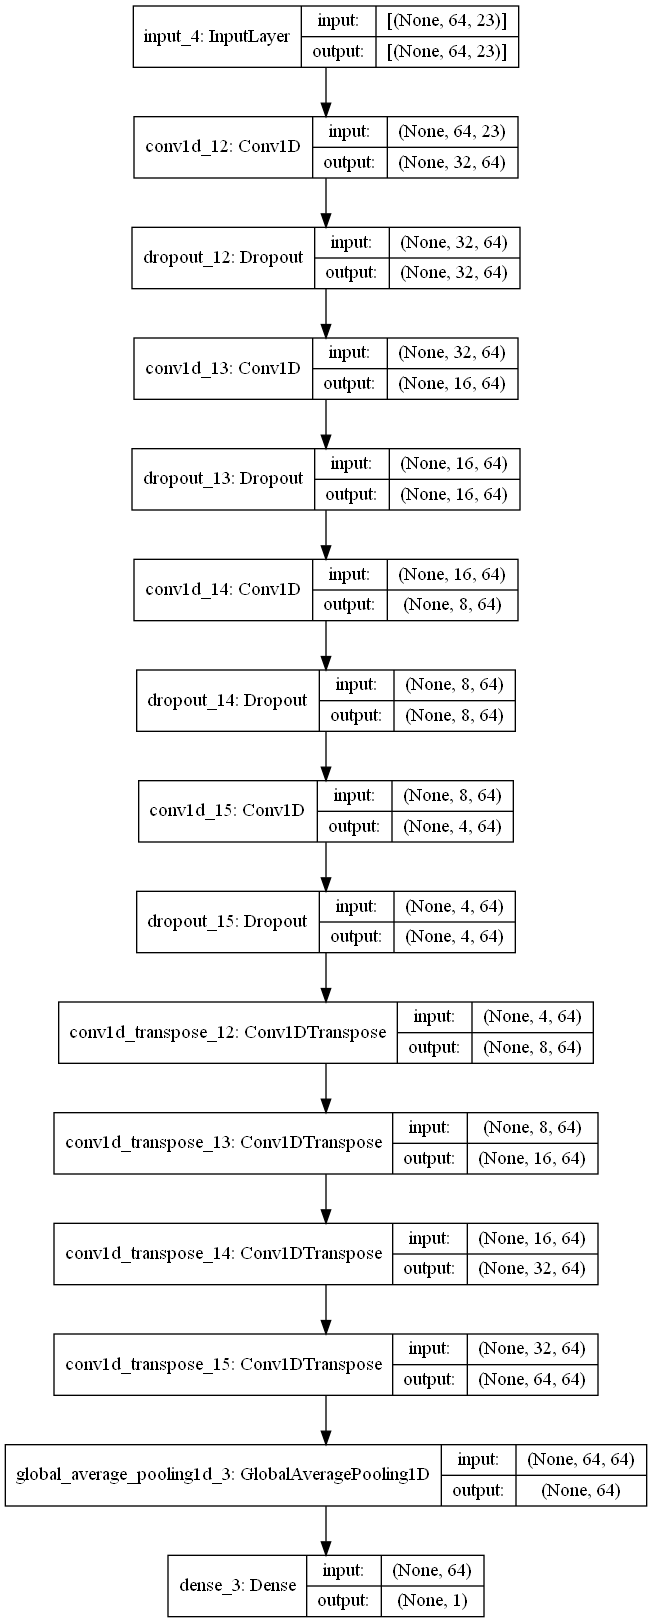 input_4: InputLayer
input: [(None, 64, 23)]
output: [(None, 64, 23)]
conv1d_12: Conv1D
input: (None, 64, 23)
output: (None, 32, 64)
dropout_12: Dropout
input: (None, 32, 64)
output: (None, 32, 64)
conv1d_13: Conv1D
input: (None, 32, 64)
output: (None, 16, 64)
dropout_13: Dropout
input: (None, 16, 64)
output: (None, 16, 64)
conv1d_14: Conv1D
input: (None, 16, 64)
output: (None, 8, 64)
dropout_14: Dropout
input: (None, 8, 64)
output: (None, 8, 64)
conv1d_15: Conv1D
input: (None, 8, 64)
output: (None, 4, 64)
dropout_15: Dropout
input: (None, 4, 64)
output: (None, 4, 64)
conv1d_transpose_12: Conv1DTranspose
input: (None, 4, 64)
output: (None, 8, 64)
conv1d_transpose_13: Conv1DTranspose
input: (None, 8, 64)
output: (None, 16, 64)
conv1d_transpose_14: Conv1DTranspose
input: (None, 16, 64)
output: (None, 32, 64)
conv1d_transpose_15: Conv1DTranspose
input: (None, 32, 64)
output: (None, 64, 64)
global_average_pooling1d_3: GlobalAveragePooling1D
input: (None, 64, 64)
output: (None, 64)
dense_3: Dense
input: (None, 64)
output: (None, 1)